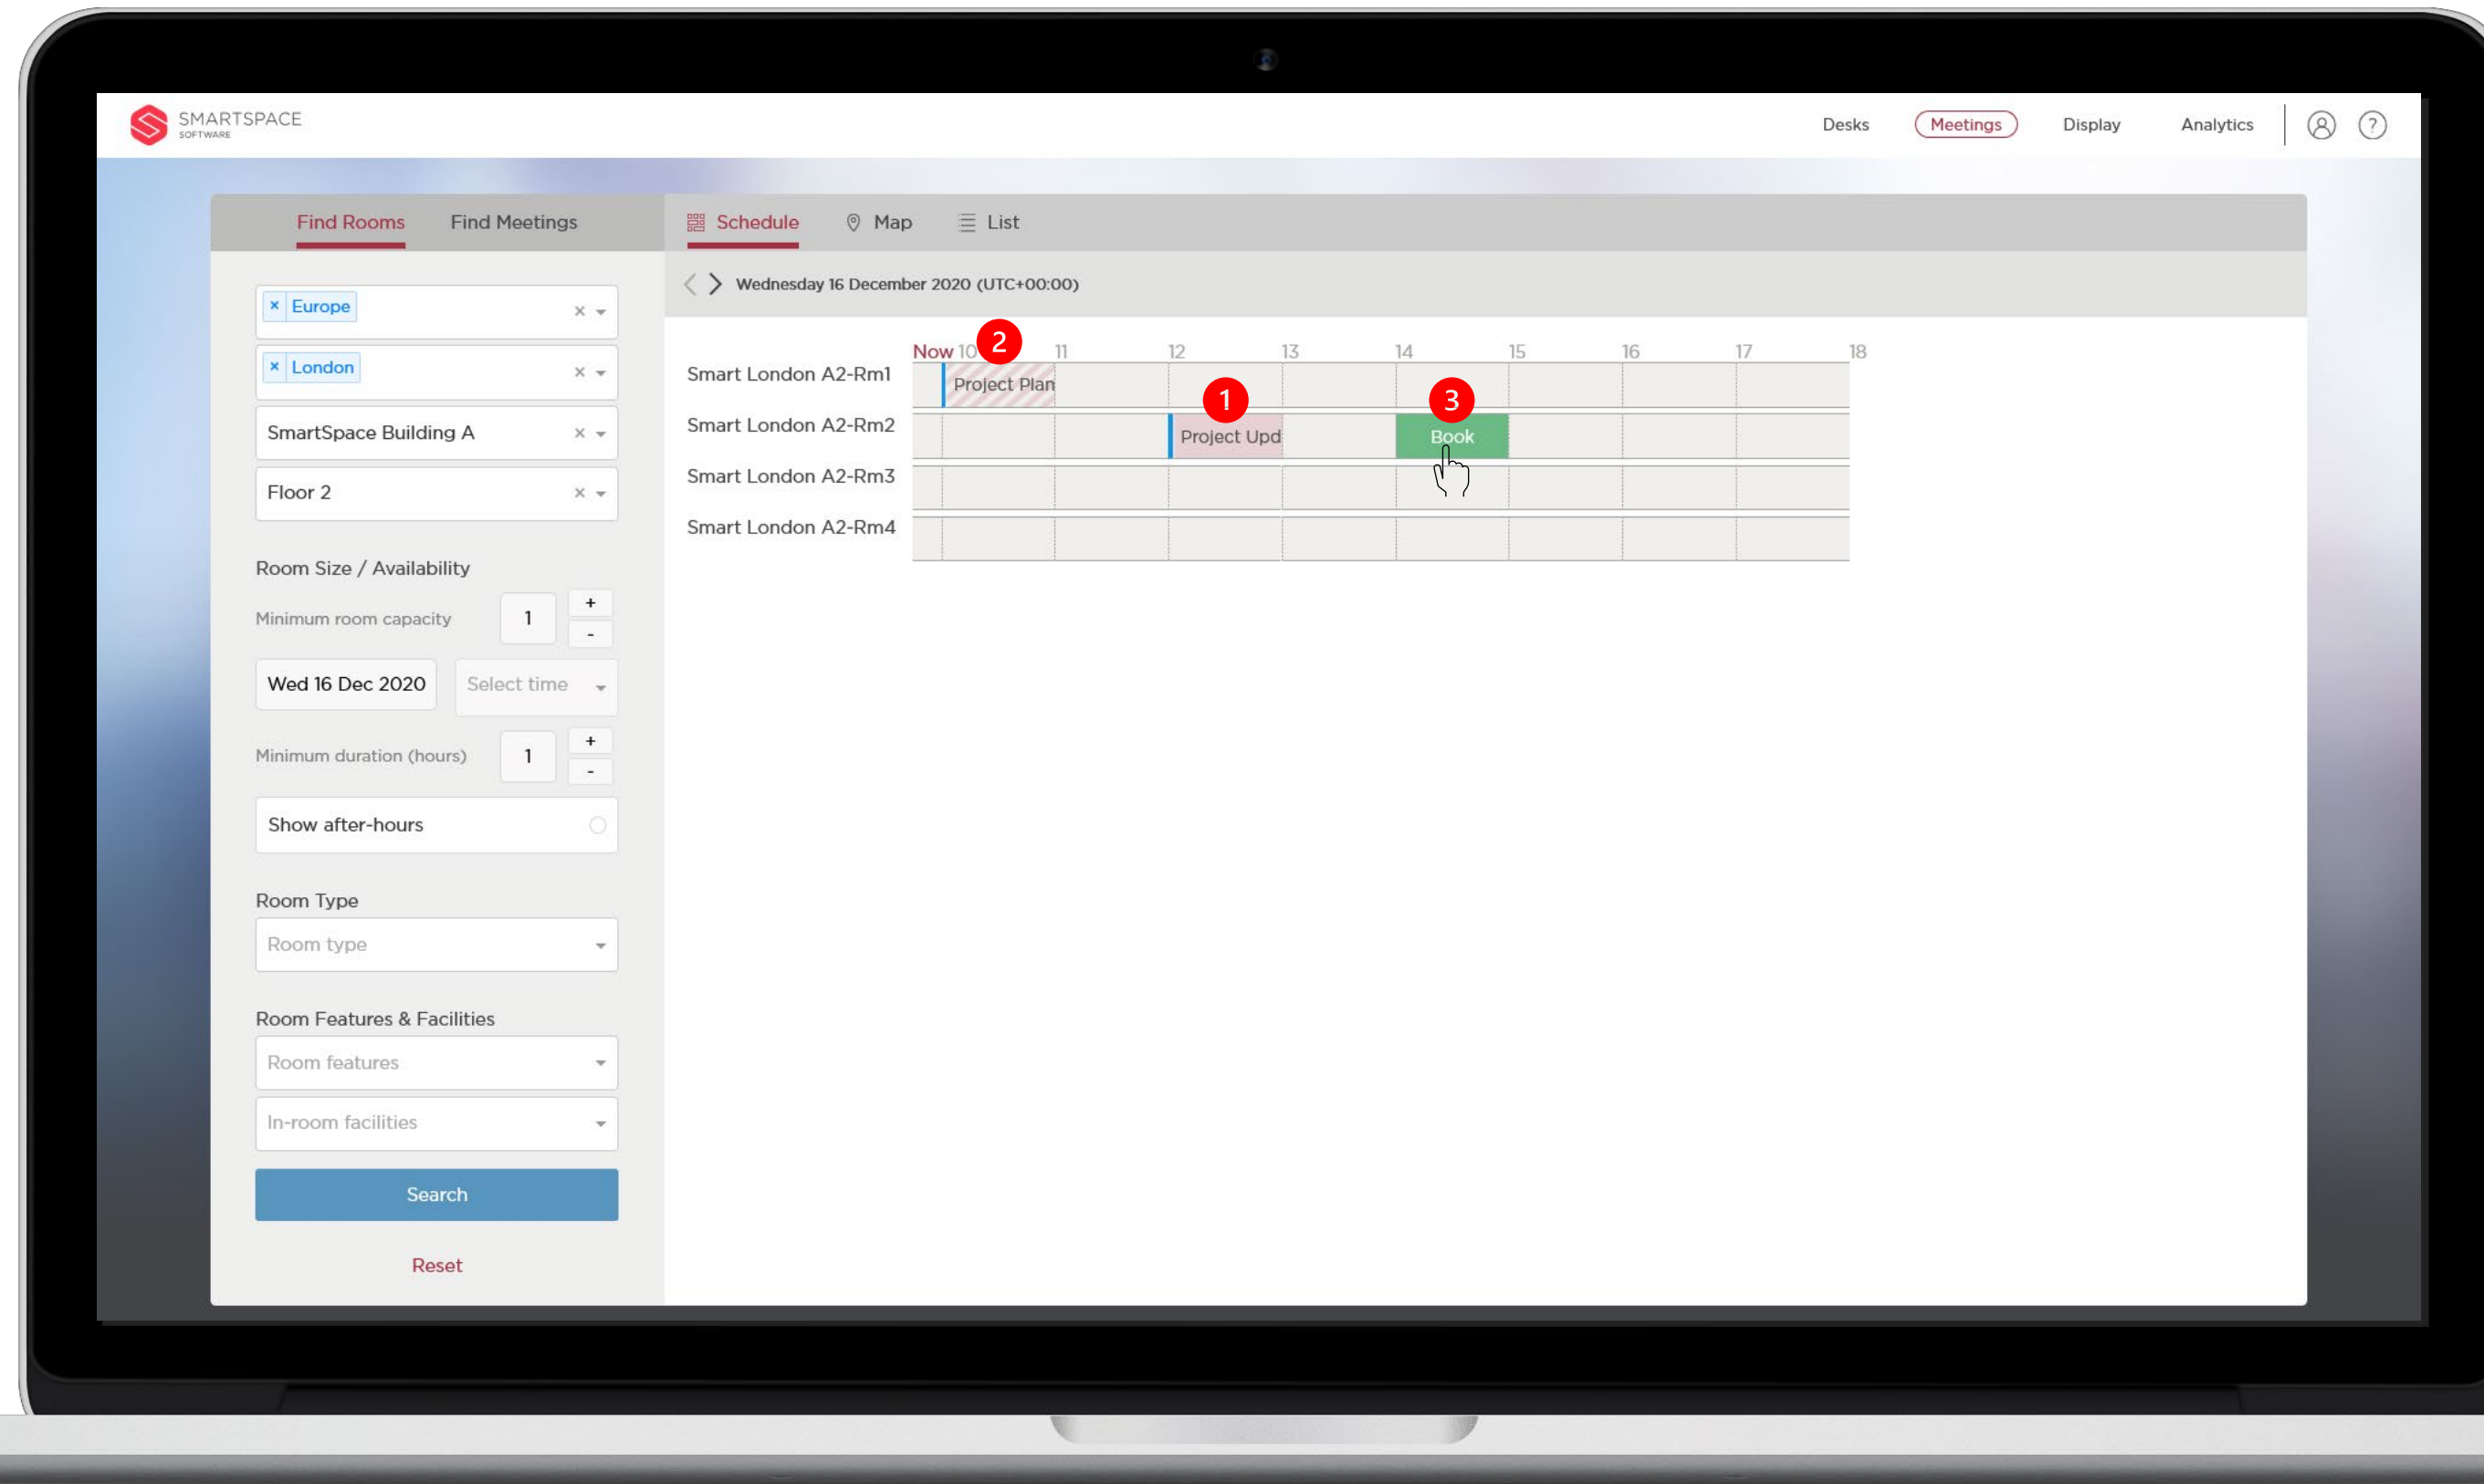 SMARTSPACE
SOFTWARE
Desks Meetings Display Analytics ?
Find Rooms Find Meetings
Schedule Map List
× Europe × 
× London ×
SmartSpace Building A ×
Floor 2 ×
Room Size / Availability
Minimum room capacity 1 + -
Wed 16 Dec 2020 Select time
Minimum duration (hours) 1 + -
Show after-hours
Room Type
Room type
Room Features & Facilities
Room features
In-room facilities
Search
Reset
< > Wednesday 16 December 2020 (UTC+00:00)
Now 10 2 11 12 13 14 15 16 17 18
Smart London A2-Rm1 Project Plan
1 3
Smart London A2-Rm2 Project Upd Book
Smart London A2-Rm3
Smart London A2-Rm4